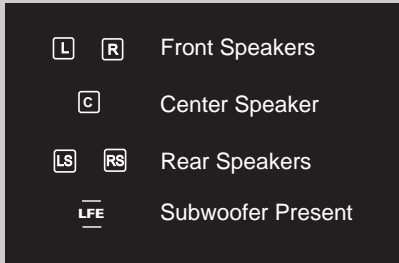 L R Front Speakers
C Center Speaker
LS RS Rear Speakers
LFE Subwoofer Present